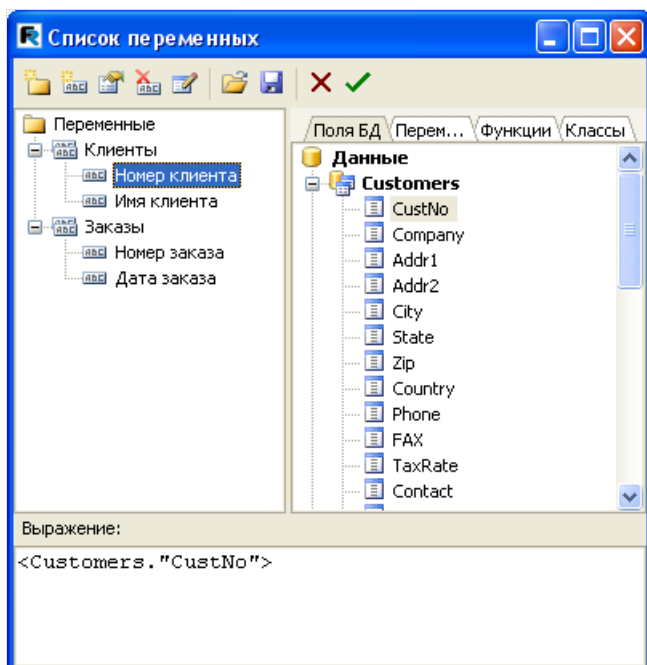 Список переменных
Переменные
Клиенты
Номер клиента
Имя клиента
Заказы
Номер заказа
Дата заказа
Поля БД Перем... Функции Классы
Данные
Customers
CustNo
Company
Addr1
Addr2
City
State
Zip
Country
Phone
FAX
TaxRate
Contact
Выражение:
<Customers."CustNo">